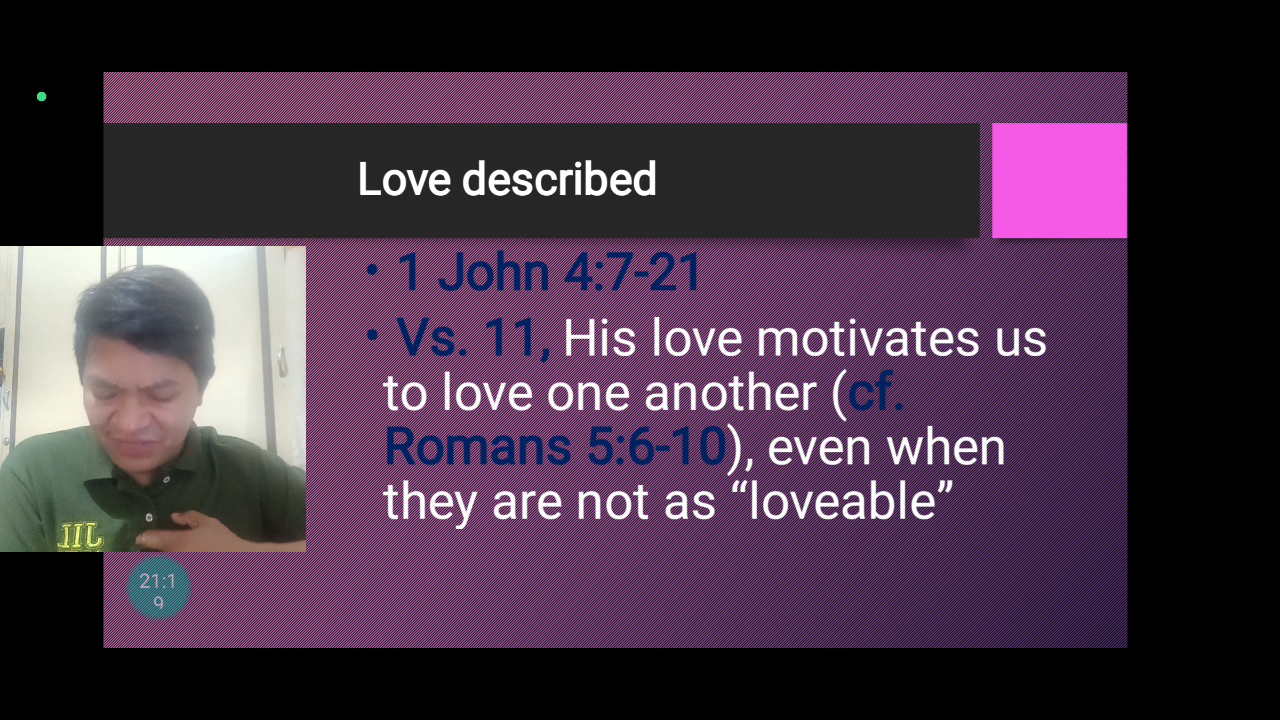 Love described
• 1 John 4:7-21
• Vs. 11, His love motivates us
to love one another (cf.
Romans 5:6-10), even when
they are not as “loveable”
21:1
9